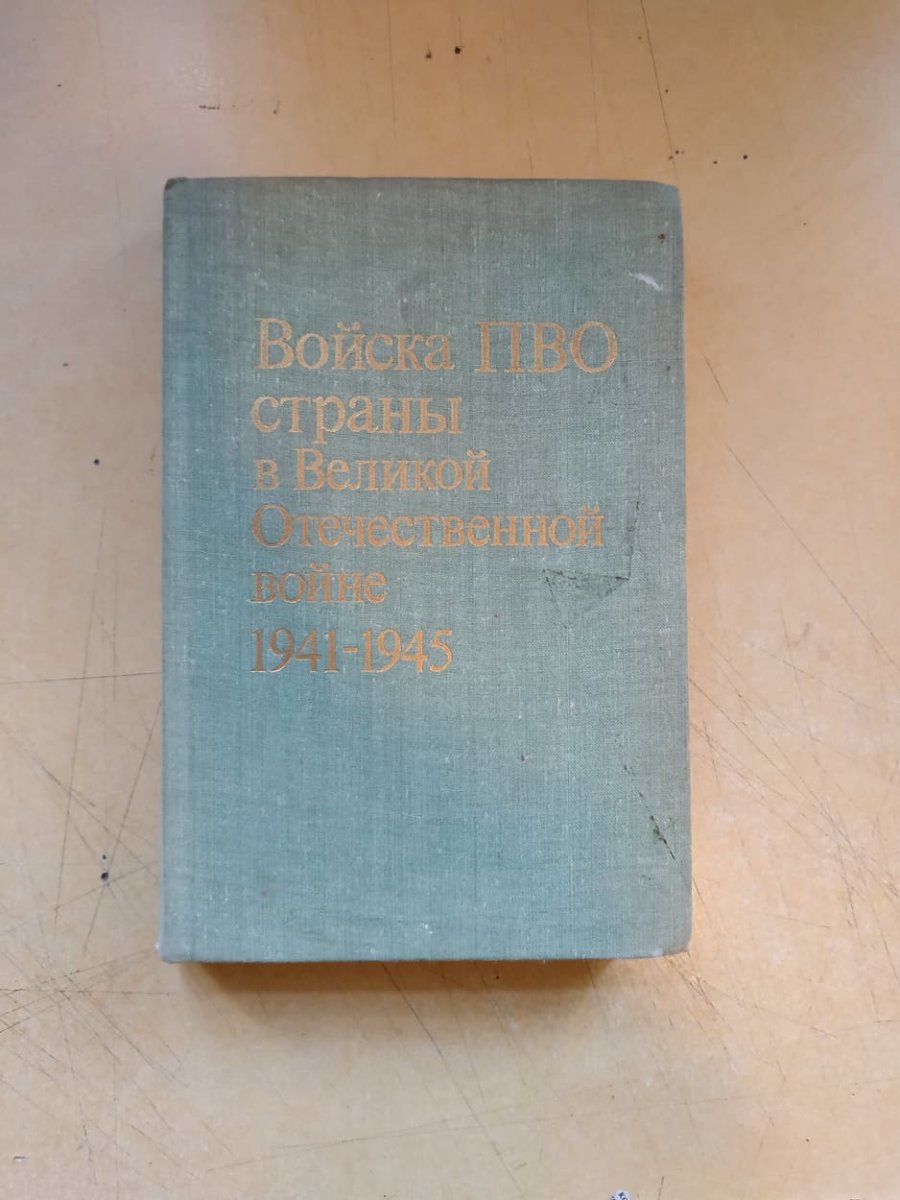 Войска ПВО
страны
в Великой
Отечественной
войне
1941-1945